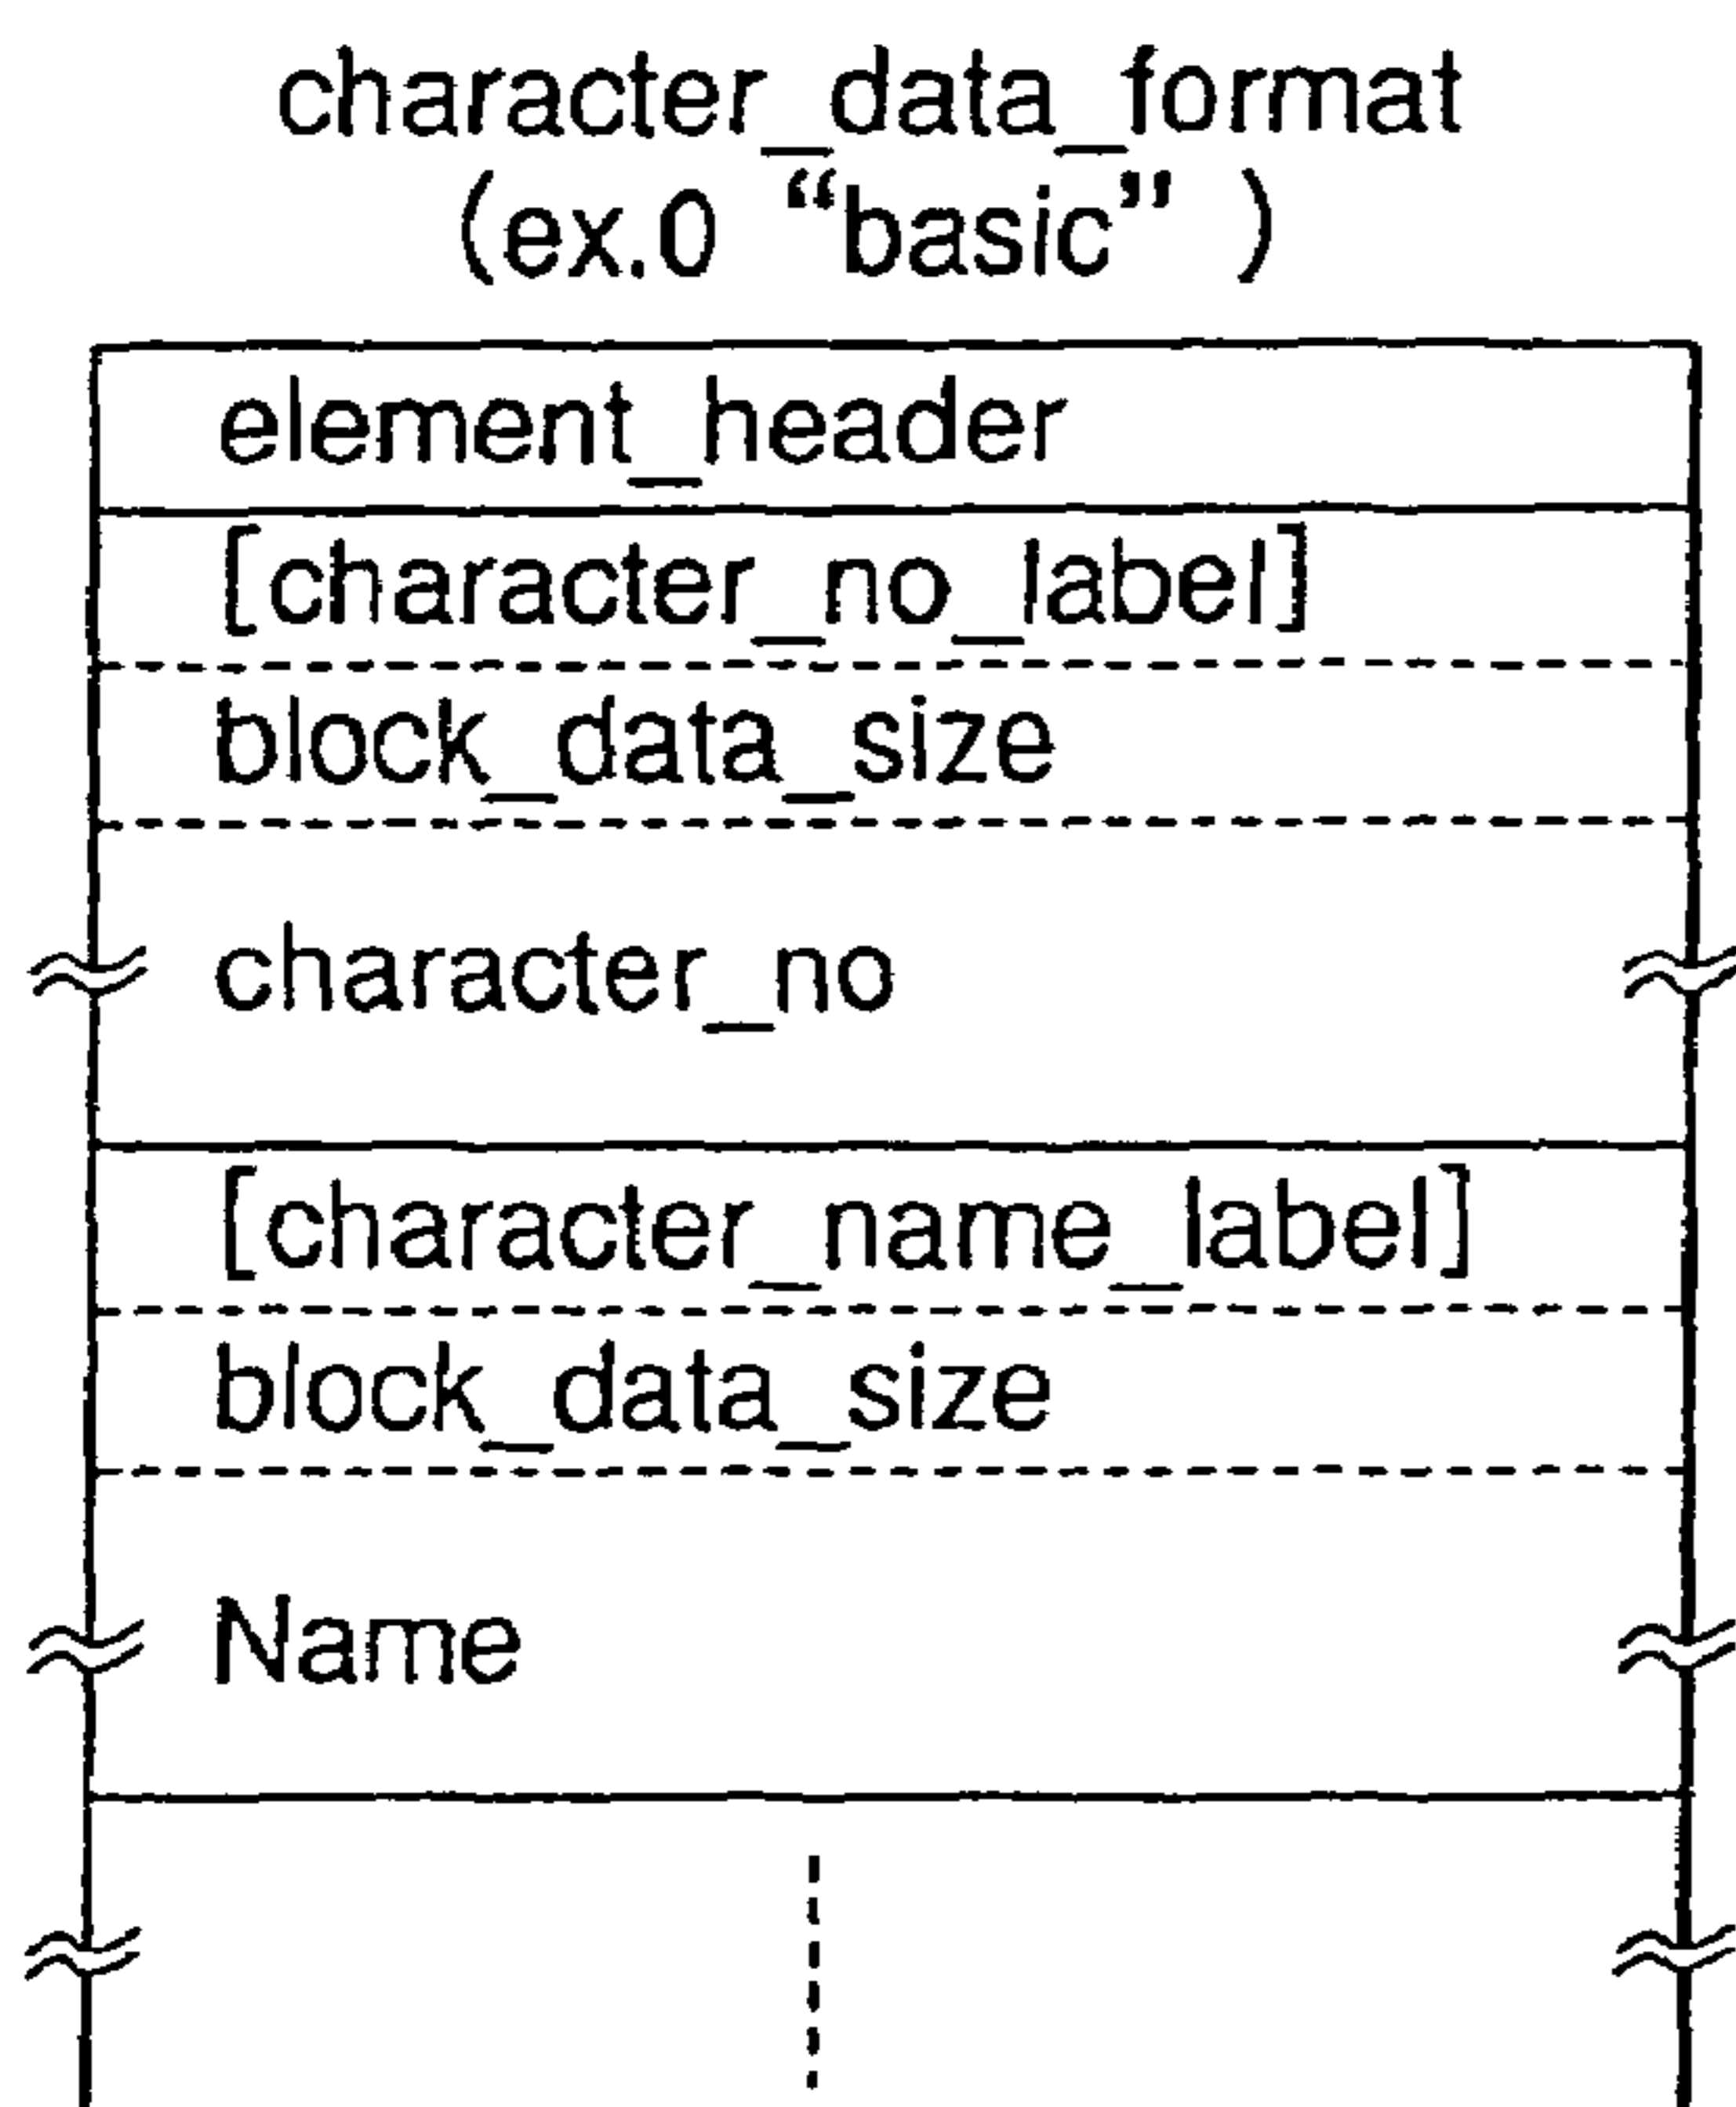 character_data_format
(ex.0 “basic” )
element_header
[character_no_label]
block_data_size
character_no
[character_name_label]
block_data_size
Name